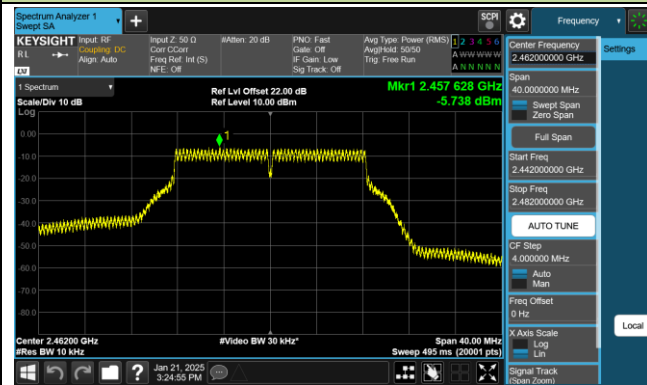 Spectrum Analyzer 1
Swept SA
SCPI
Frequency
KEYSIGHT
RL
LXI
Input: RF
Coupling: DC
Align: Auto
Input Z: 50 Ω
Corr CCorr
Freq Ref: Int (S)
NFE: Off
#Atten: 20 dB
PNO: Fast
Gate: Off
IF Gain: Low
Sig Track: Off
Avg Type: Power (RMS)
Avg|Hold: 50/50
Trig: Free Run
1 2 3 4 5 6
A W W W W W
A N N N N N
1 Spectrum
Scale/Div 10 dB
Log
Ref Lvl Offset 22.00 dB
Ref Level 10.00 dBm
Mkr1 2.457 628 GHz
-5.738 dBm
1
0.00
-10.0
-20.0
-30.0
-40.0
-50.0
-60.0
-70.0
-80.0
Center 2.46200 GHz
#Res BW 10 kHz
#Video BW 30 kHz*
Span 40.00 MHz
Sweep 495 ms (20001 pts)
Jan 21, 2025
3:24:55 PM
Center Frequency
2.462000000 GHz
Span
40.0000000 MHz
Swept Span
Zero Span
Full Span
Start Freq
2.442000000 GHz
Stop Freq
2.482000000 GHz
AUTO TUNE
CF Step
4.000000 MHz
Auto
Man
Freq Offset
0 Hz
X Axis Scale
Log
Lin
Signal Track
(Span Zoom)
Settings
Local